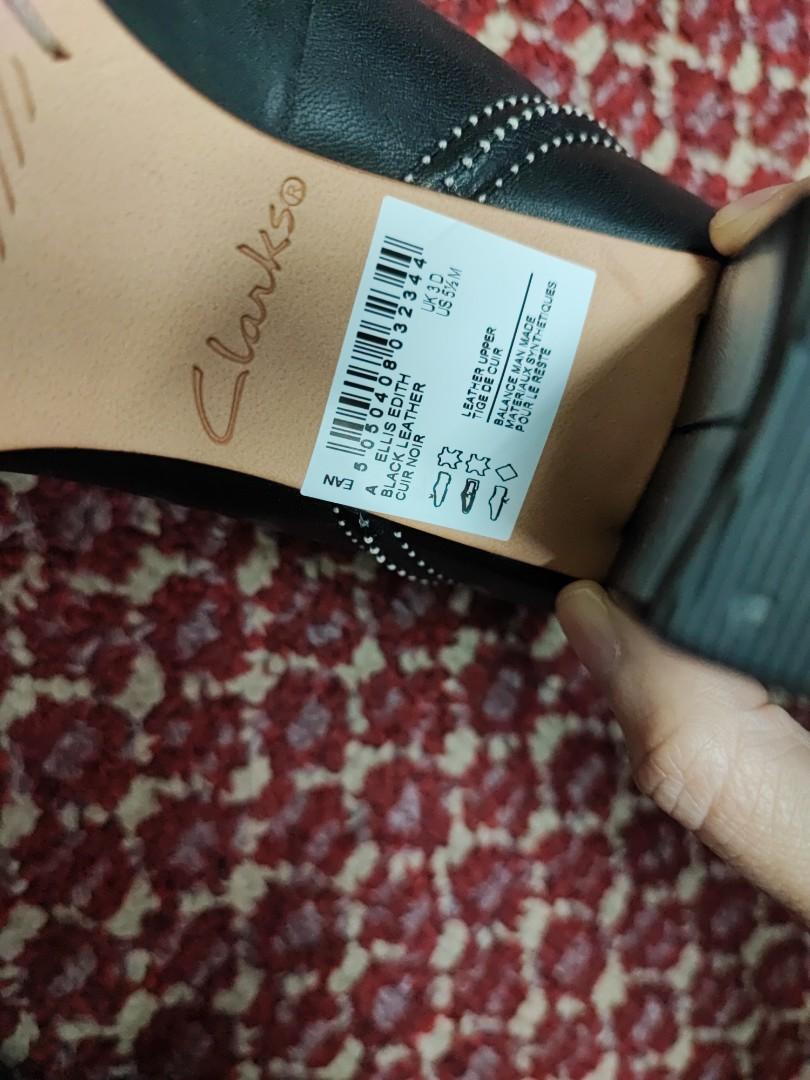 Clarks®
EAN
5 050408 032344
A ELLIS EDITH
BLACK LEATHER
CUIR NOIR
UK 3 D
US 5½ M
LEATHER UPPER
TIGE DE CUIR
BALANCE MAN MADE
MATERIAUX SYNTHETIQUES
POUR LE RESTE